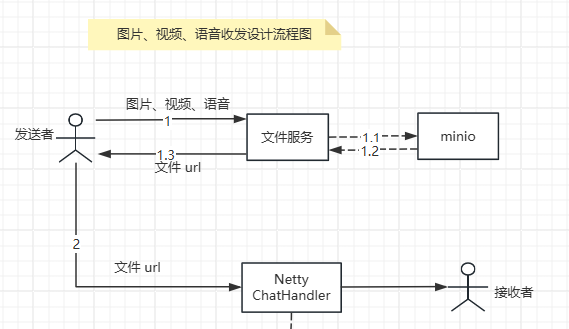 图片、视频、语音收发设计流程图
图片、视频、语音
1
发送者
文件服务
1.1
1.2
minio
1.3
文件 url
2
文件 url
Netty
ChatHandler
接收者